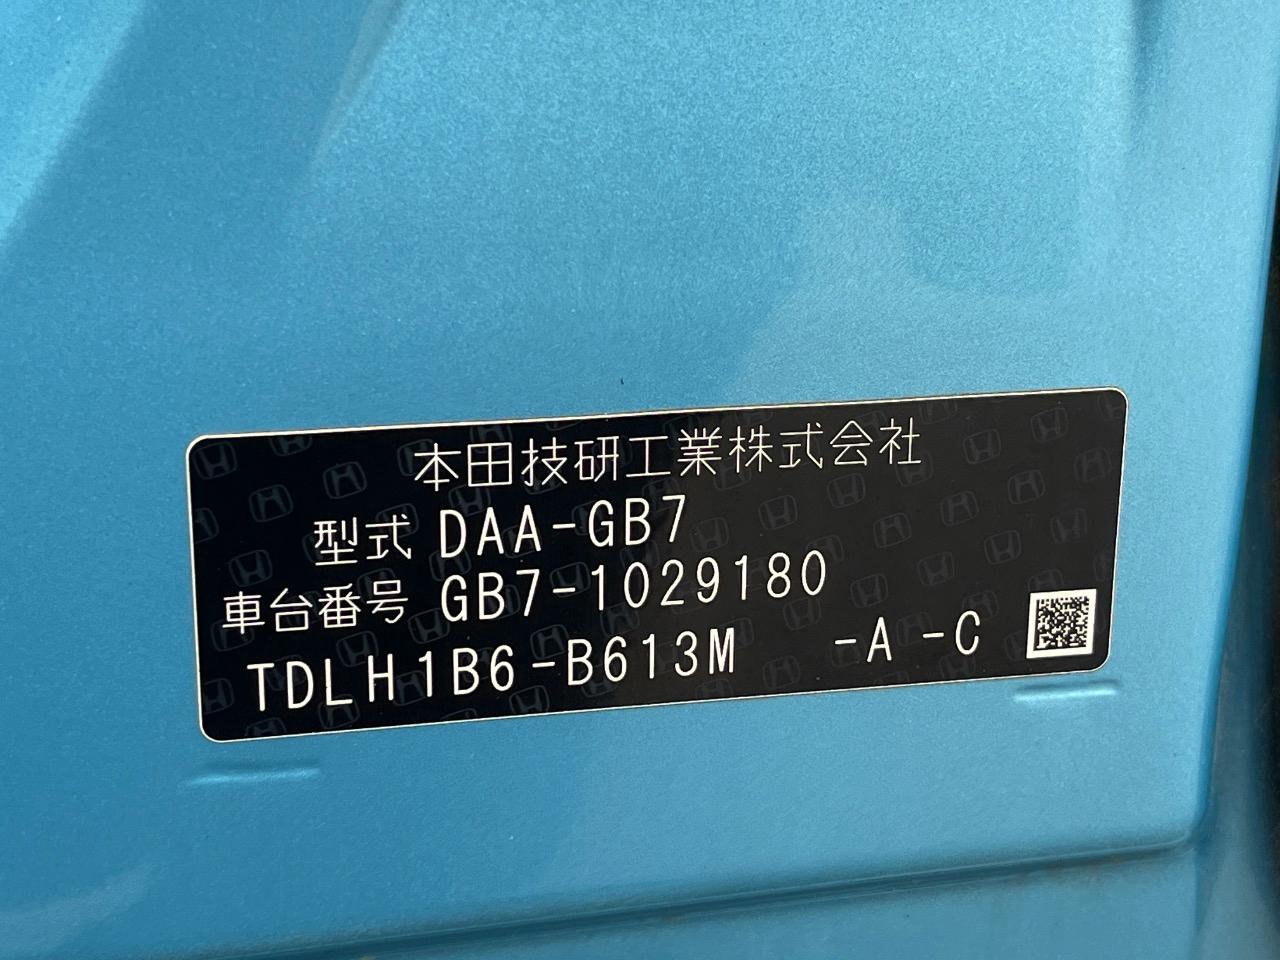 本田技研工業株式会社
型式 DAA-GB7
車台番号 GB7-1029180
TDLH1B6-B613M -A -C